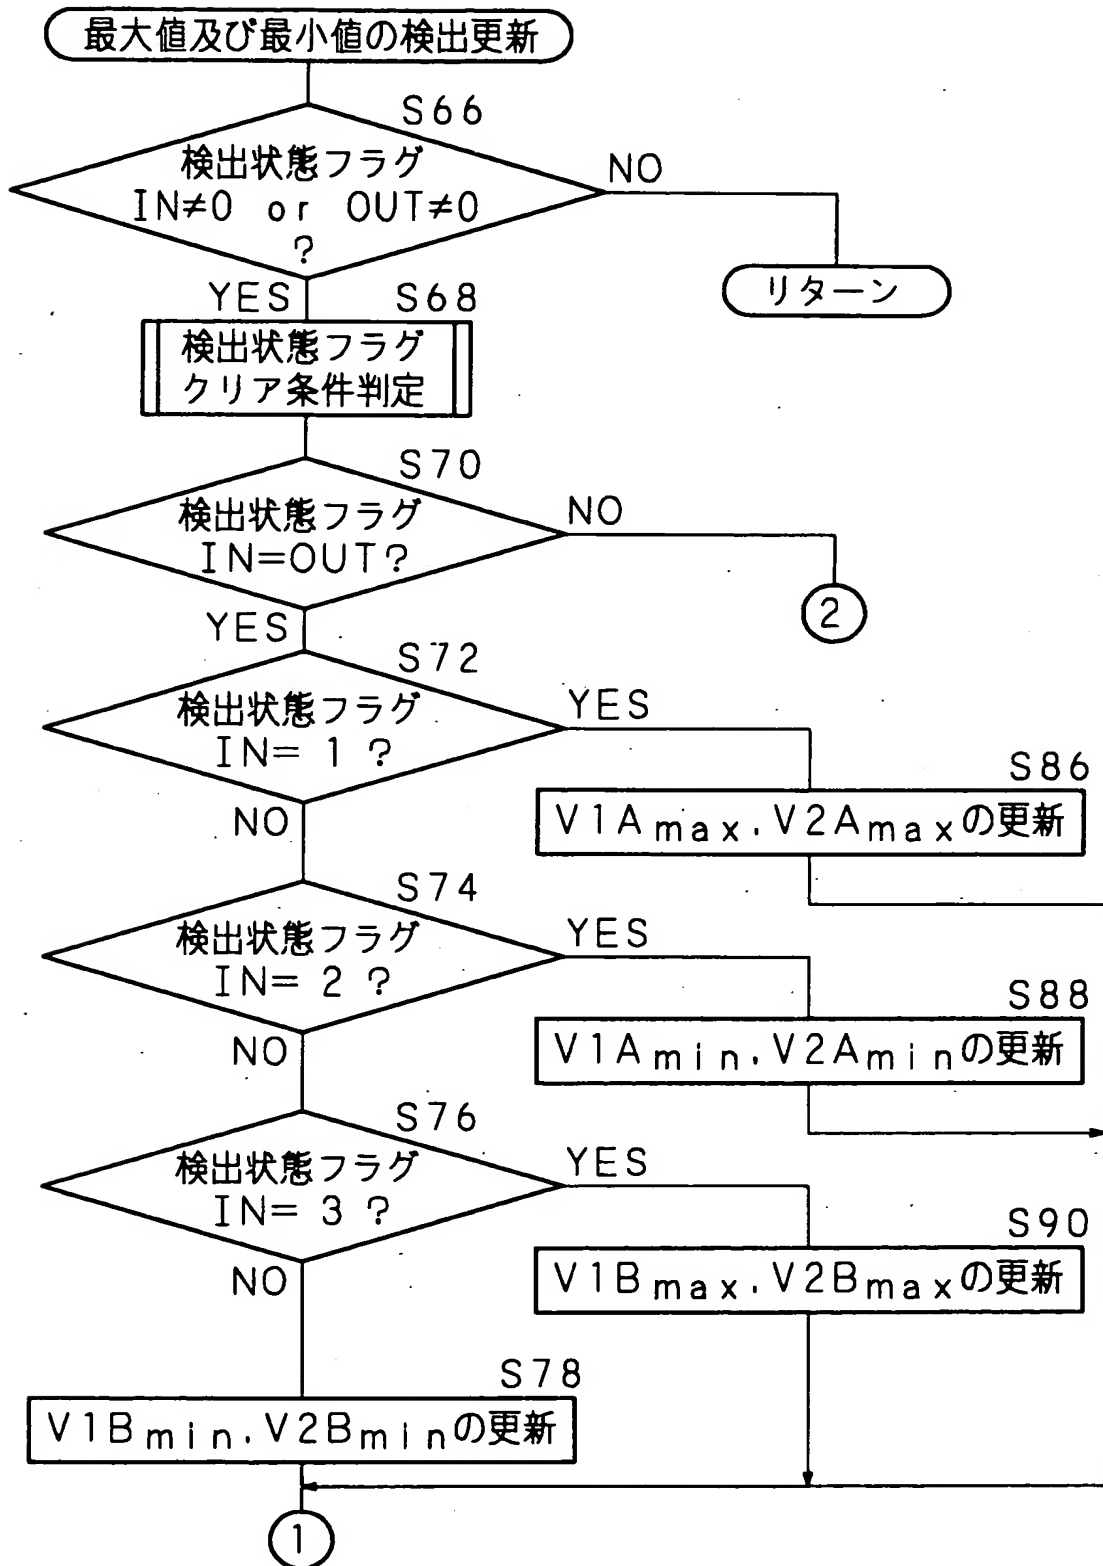 最大値及び最小値の検出更新
S66
検出状態フラグ
IN≠0 or OUT≠0
?
NO
リターン
YES
S68
検出状態フラグ
クリア条件判定
S70
検出状態フラグ
IN=OUT?
NO
2
YES
S72
検出状態フラグ
IN= 1 ?
YES
S86
V1Amax.V2Amaxの更新
NO
S74
検出状態フラグ
IN= 2 ?
YES
S88
V1Amin.V2Aminの更新
NO
S76
検出状態フラグ
IN= 3 ?
YES
S90
V1Bmax.V2Bmaxの更新
NO
S78
V1Bmin.V2Bminの更新
1